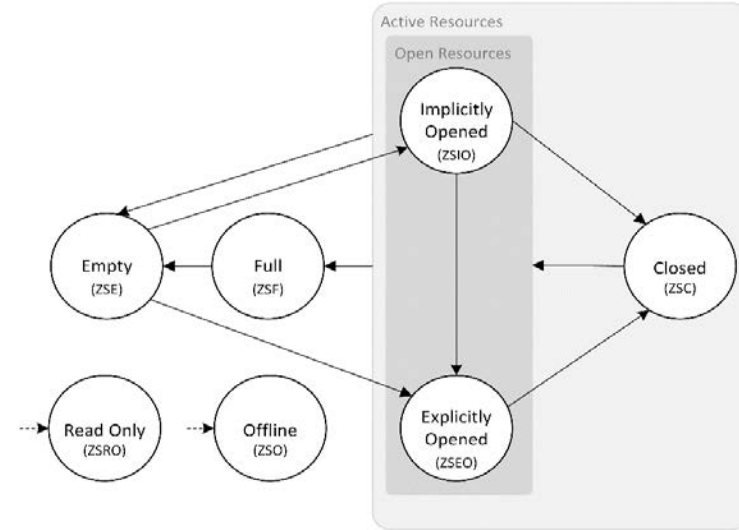 Active Resources
Open Resources
Implicitly
Opened
(ZSIO)
Empty
(ZSE)
Full
(ZSF)
Closed
(ZSC)
Read Only
(ZSRO)
Offline
(ZSO)
Explicitly
Opened
(ZSEO)